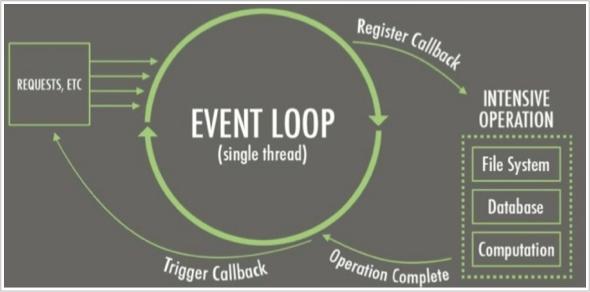 REQUESTS, ETC
Register Callback
EVENT LOOP
(single thread)
INTENSIVE
OPERATION
File System
Database
Computation
Operation Complete
Trigger Callback